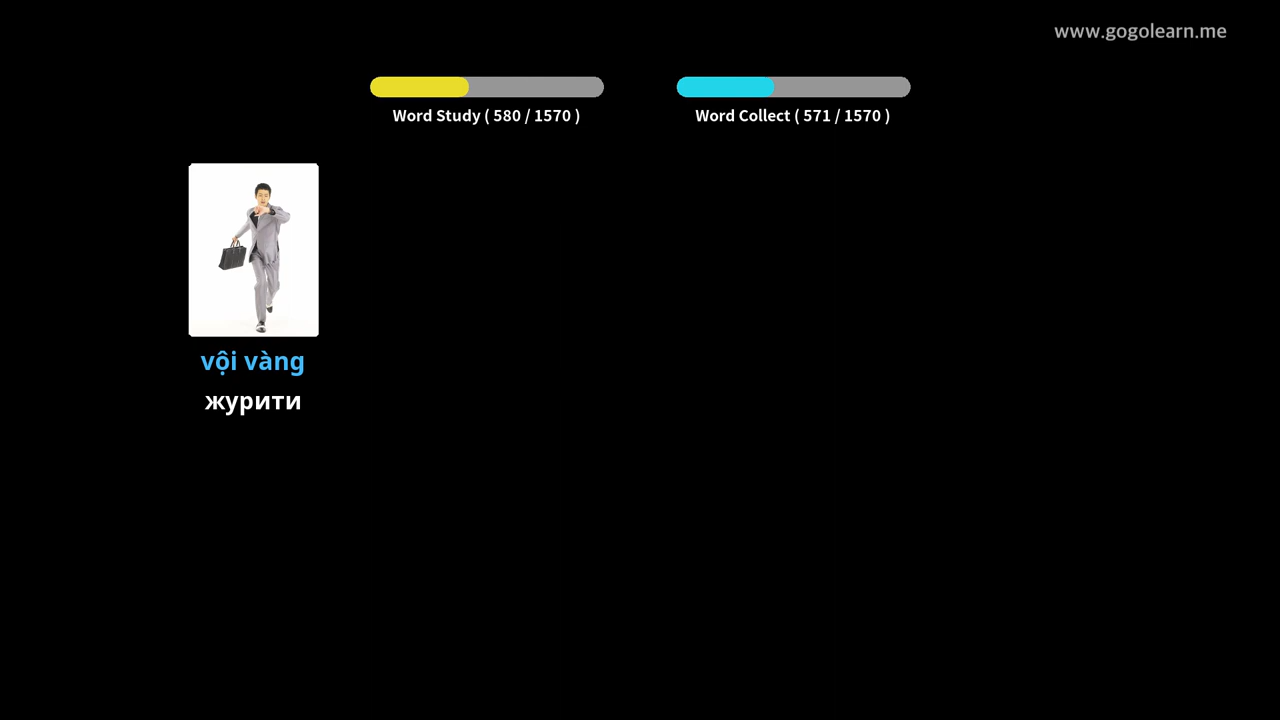 www.gogolearn.me
Word Study ( 580 / 1570 )
Word Collect ( 571 / 1570 )
vội vàng
журити